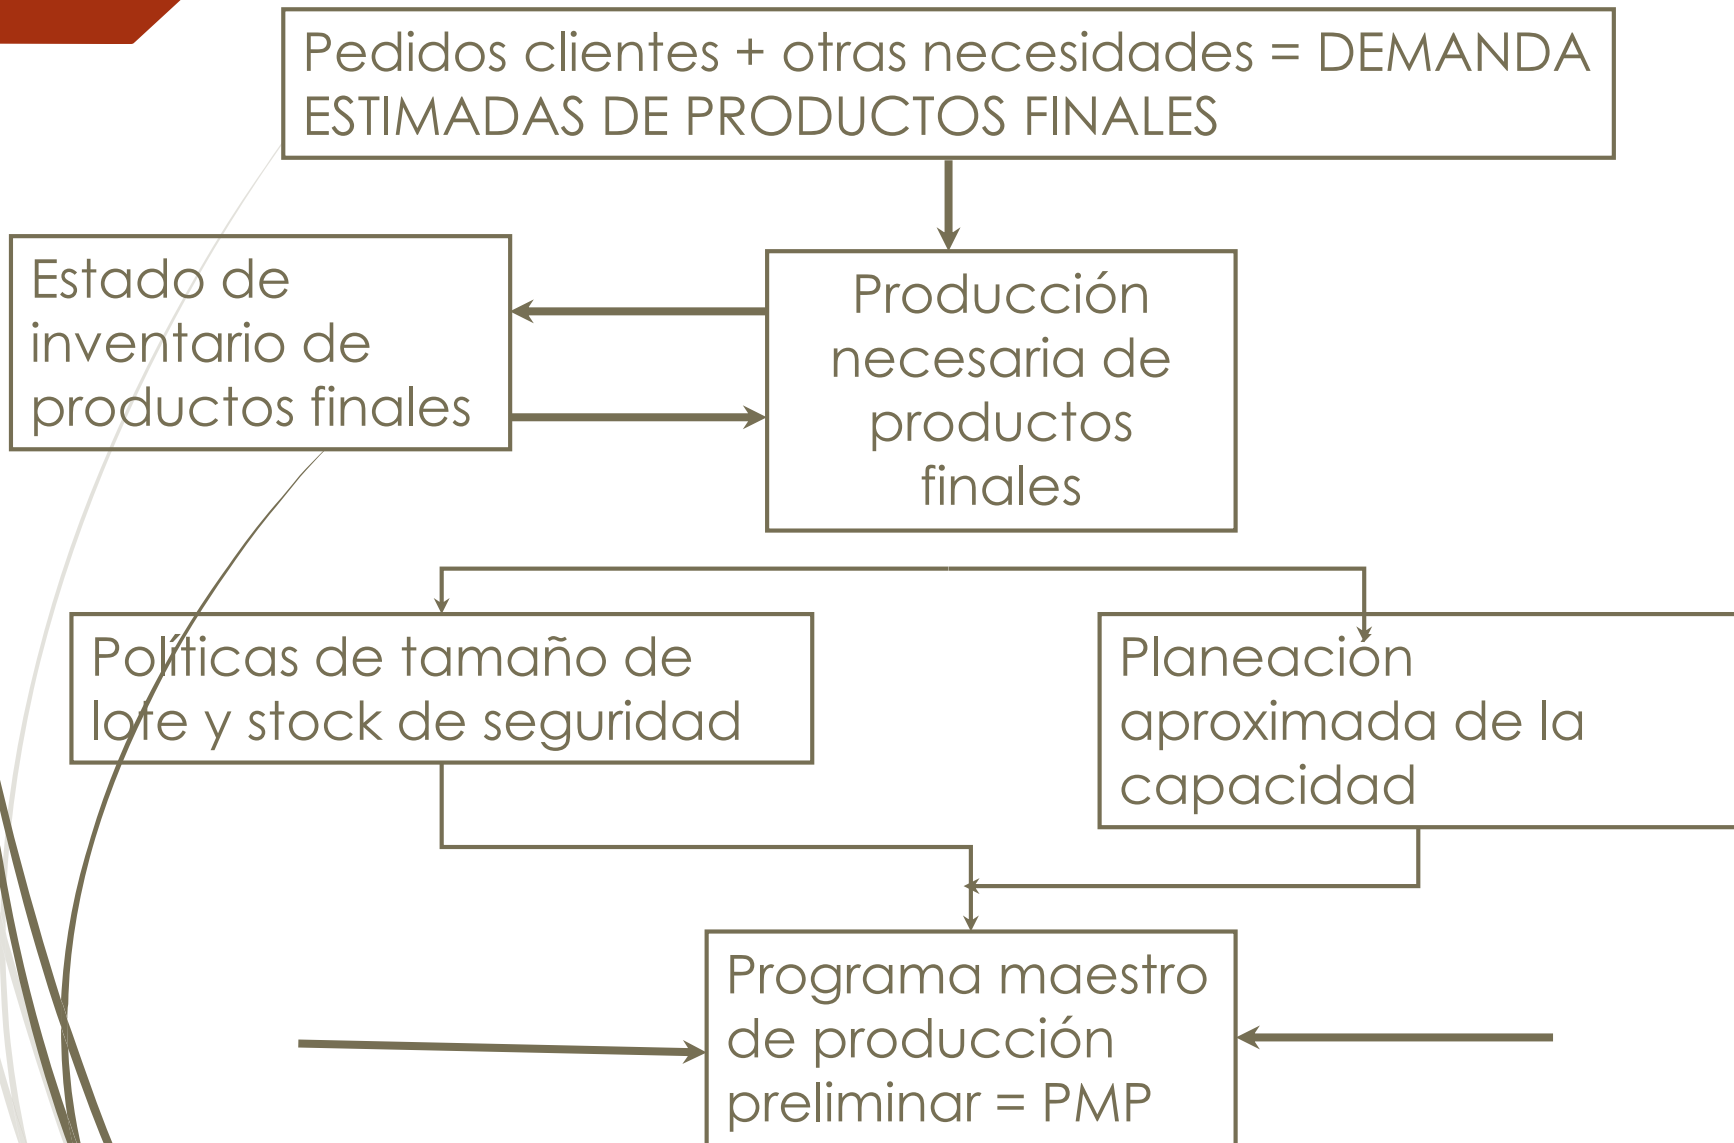 Pedidos clientes + otras necesidades = DEMANDA
ESTIMADAS DE PRODUCTOS FINALES
Estado de
inventario de
productos finales
Producción
necesaria de
productos
finales
Políticas de tamaño de
lote y stock de seguridad
Planeación
aproximada de la
capacidad
Programa maestro
de producción
preliminar = PMP